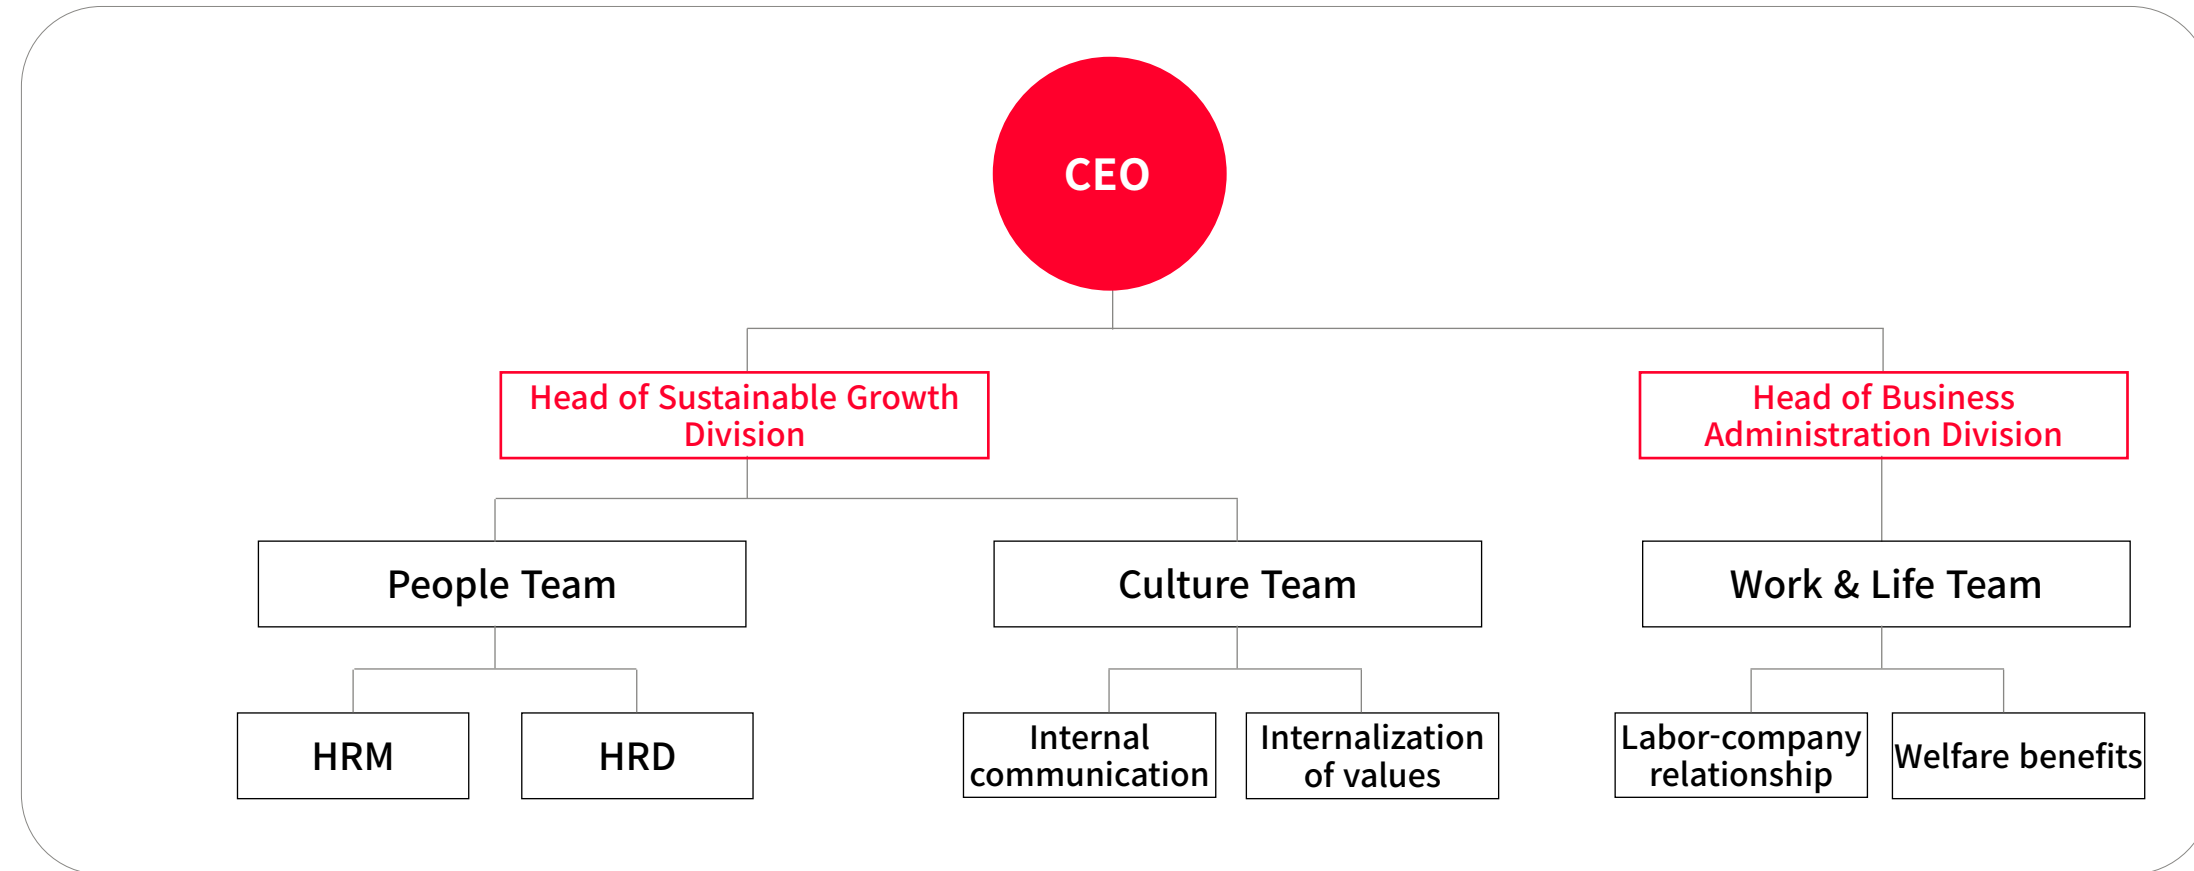 CEO
Head of Sustainable Growth
Division
Head of Business
Administration Division
People Team
Culture Team
Work & Life Team
HRM
HRD
Internal
communication
Internalization
of values
Labor-company
relationship
Welfare benefits